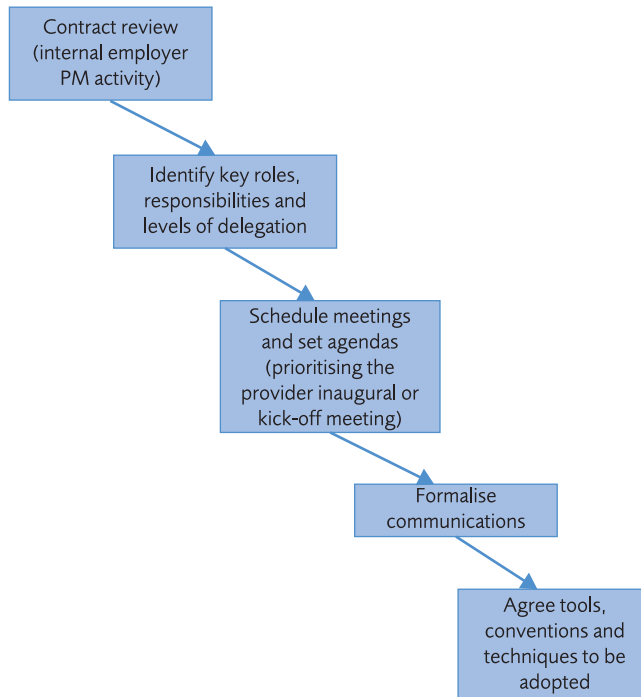 Contract review
(internal employer
PM activity)
Identify key roles,
responsibilities and
levels of delegation
Schedule meetings
and set agendas
(prioritising the
provider inaugural or
kick-off meeting)
Formalise
communications
Agree tools,
conventions and
techniques to be
adopted